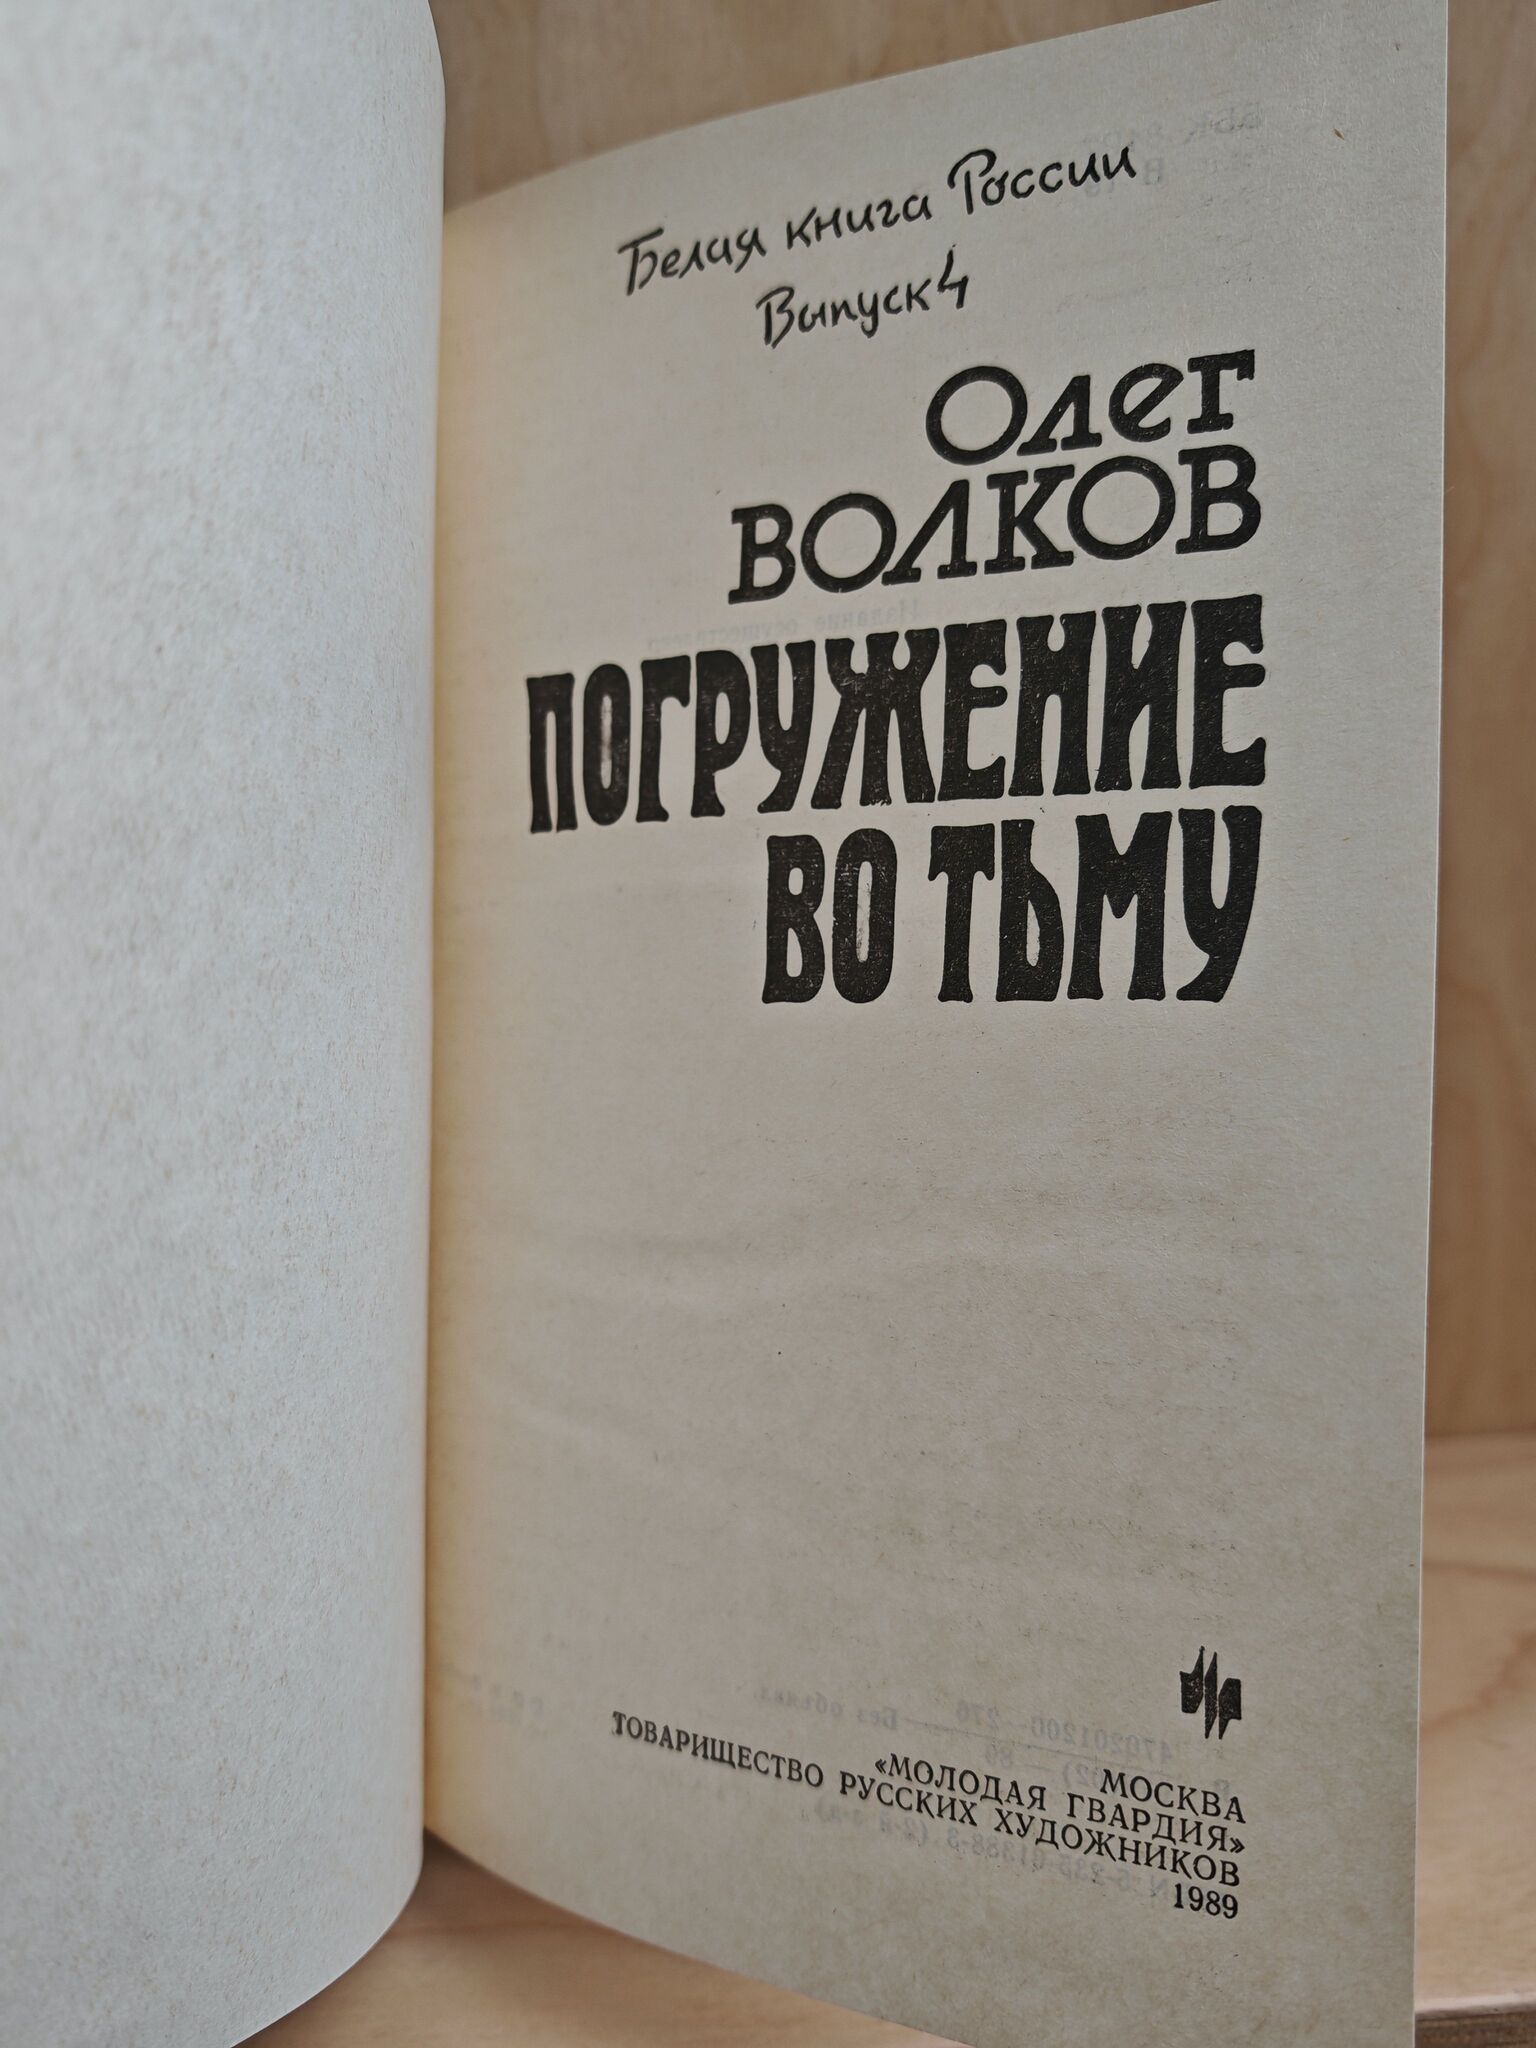 Белая книга России
Выпуск 4
Олег
ВОЛКОВ
ПОГРУЖЕНИЕ
ВО ТЬМУ
МОСКВА
«МОЛОДАЯ ГВАРДИЯ»
ТОВАРИЩЕСТВО РУССКИХ ХУДОЖНИКОВ
1989